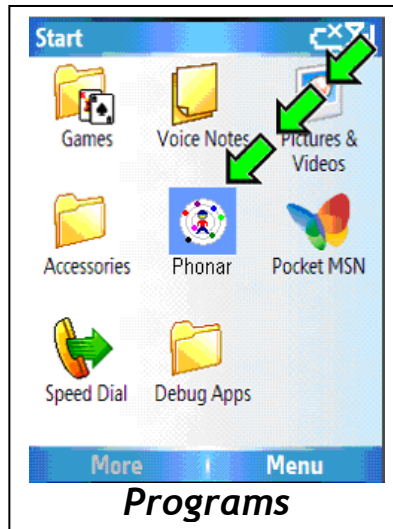 Start
Games
Voice Notes
Pictures &
Videos
Accessories
Phonar
Pocket MSN
Speed Dial
Debug Apps
More
Menu
Programs